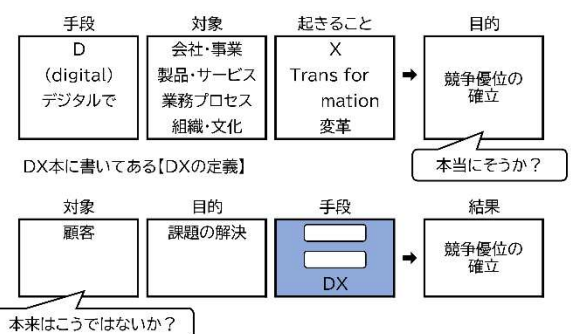 手段
対象
起きること
目的
D
(digital)
デジタルで
会社・事業
製品・サービス
業務プロセス
組織・文化
X
Trans for
mation
変革
➡
競争優位の
確立
DX本に書いてある【DXの定義】
本当にそうか？
対象
目的
手段
結果
顧客
課題の解決
DX
➡
競争優位の
確立
本来はこうではないか？